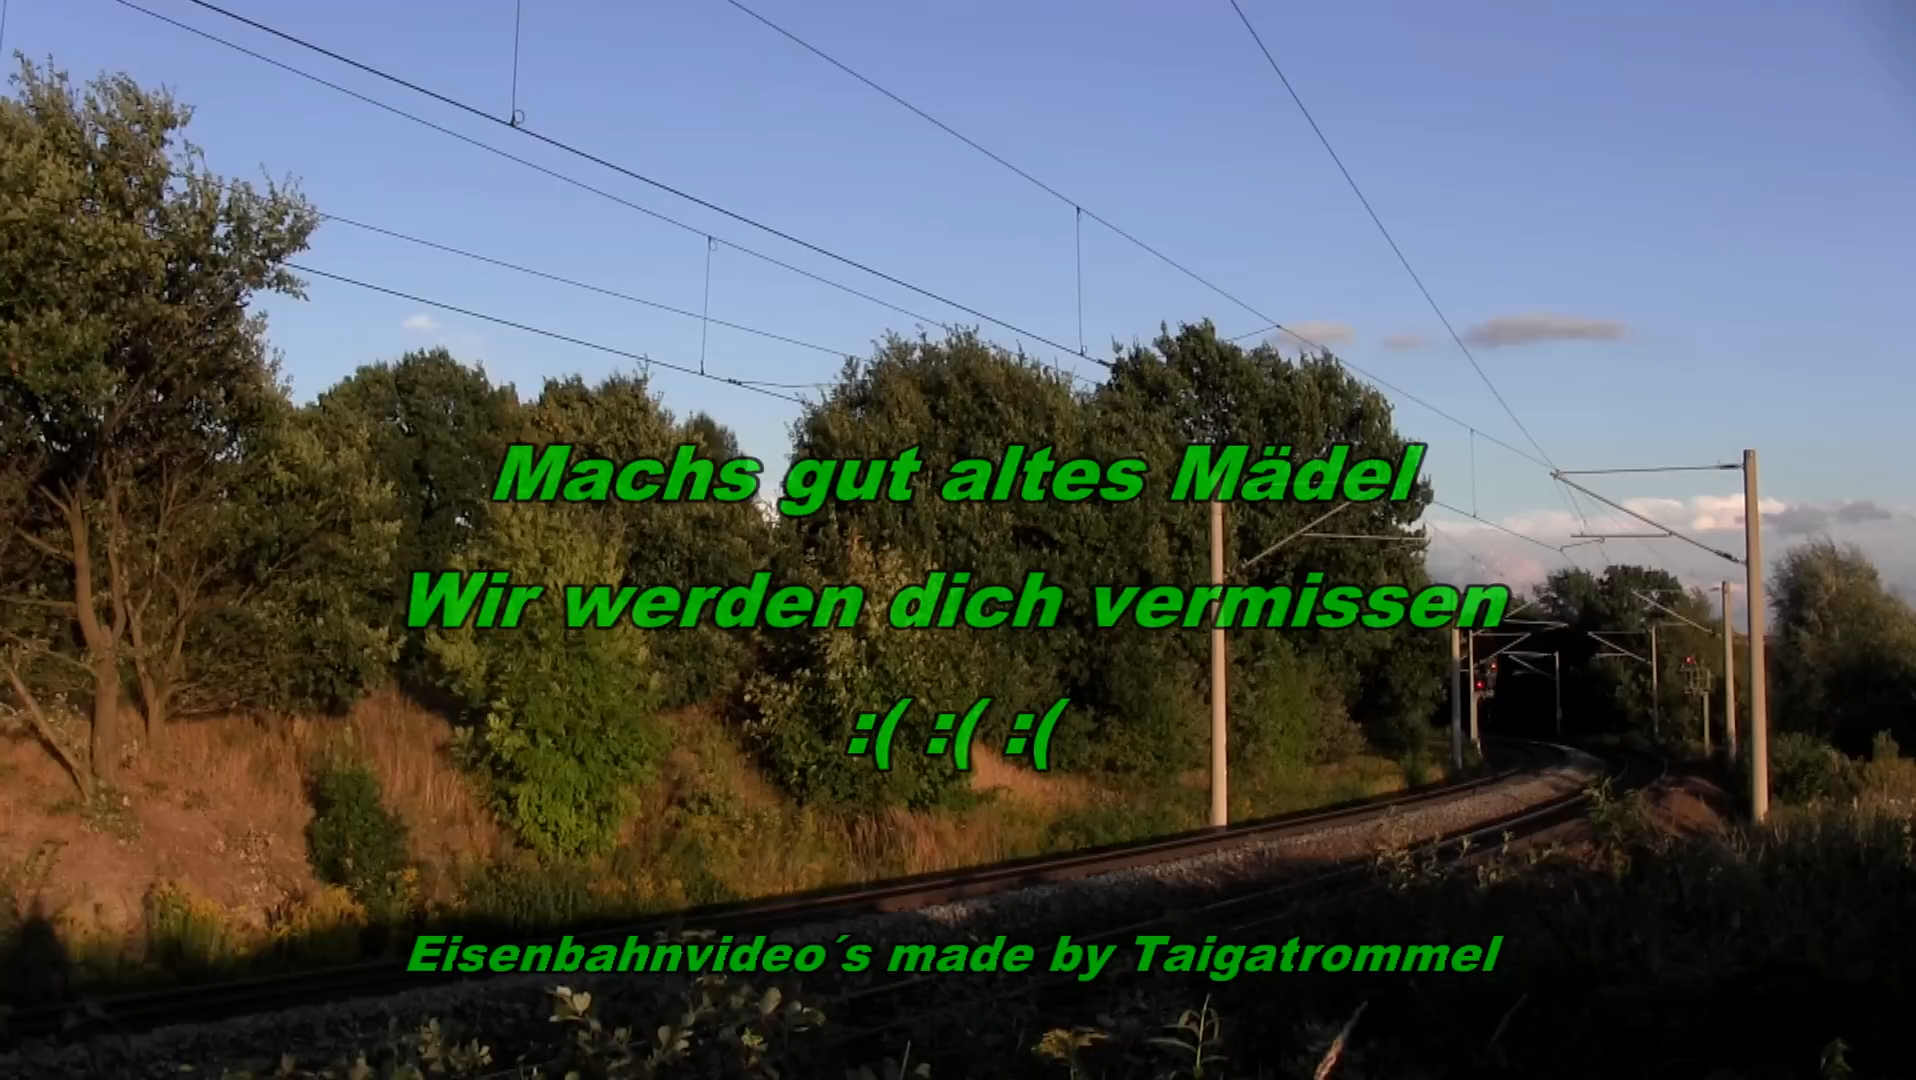 Machs gut altes Mädel
Wir werden dich vermissen
:( :( :(
Eisenbahnvideo´s made by Taigatrommel